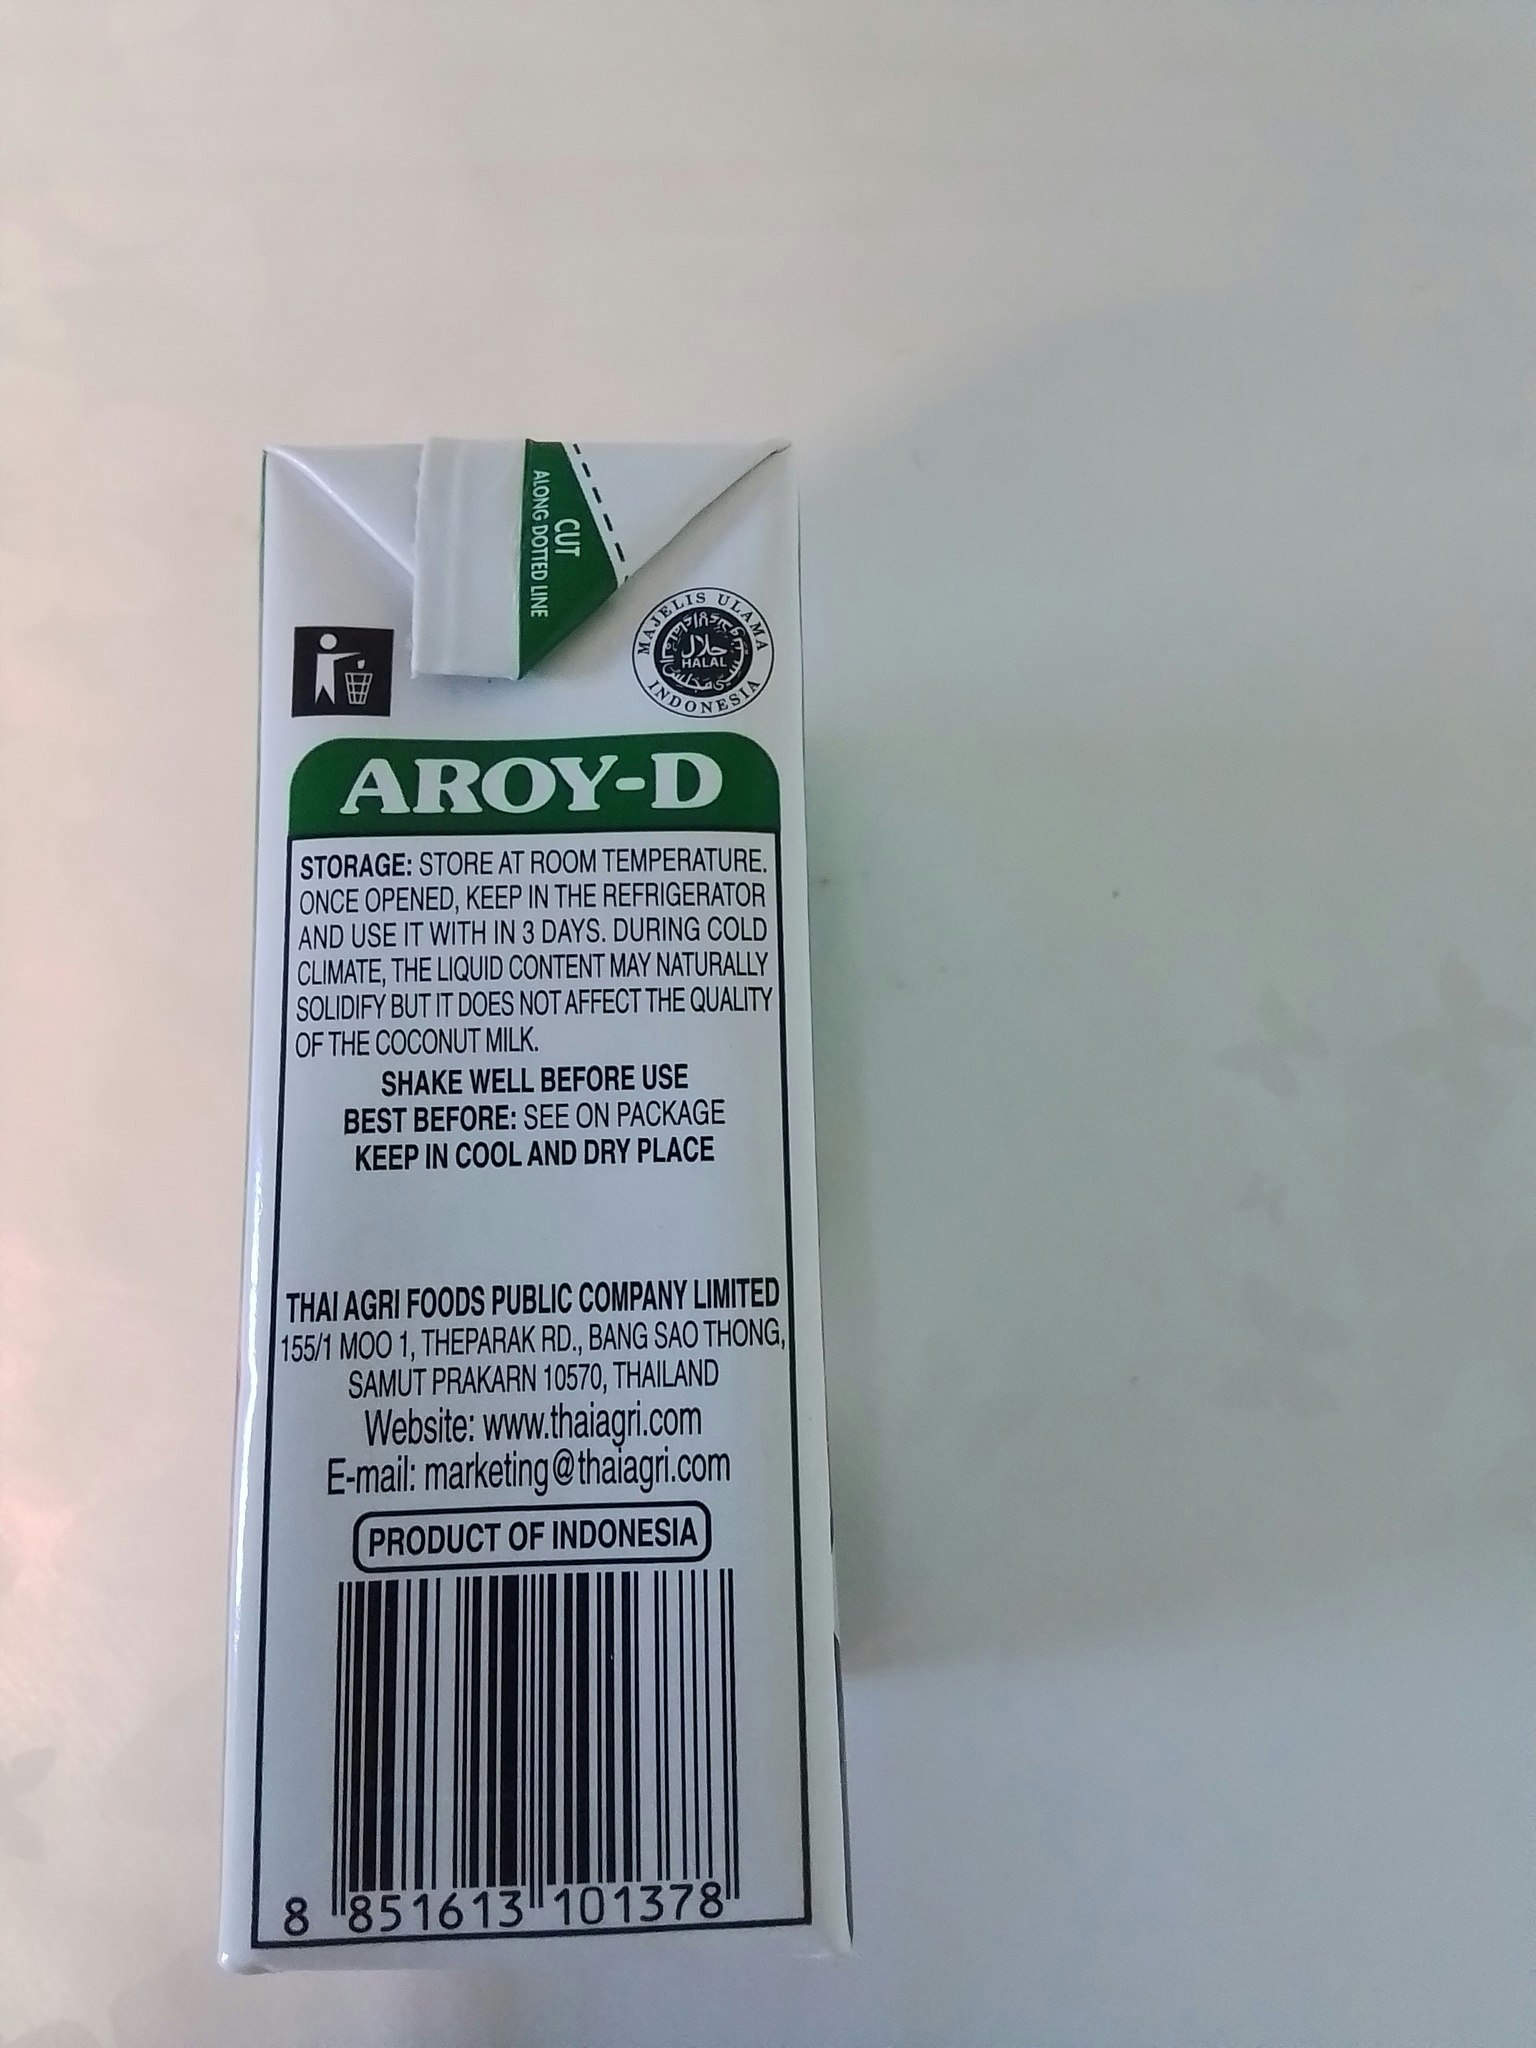 CUT
ALONG DOTTED LINE
MAJELIS ULAMA
حلال
HALAL
INDONESIA
AROY-D
STORAGE: STORE AT ROOM TEMPERATURE.
ONCE OPENED, KEEP IN THE REFRIGERATOR
AND USE IT WITH IN 3 DAYS. DURING COLD
CLIMATE, THE LIQUID CONTENT MAY NATURALLY
SOLIDIFY BUT IT DOES NOT AFFECT THE QUALITY
OF THE COCONUT MILK.
SHAKE WELL BEFORE USE
BEST BEFORE: SEE ON PACKAGE
KEEP IN COOL AND DRY PLACE
THAI AGRI FOODS PUBLIC COMPANY LIMITED
155/1 MOO 1, THEPARAK RD., BANG SAO THONG,
SAMUT PRAKARN 10570, THAILAND
Website: www.thaiagri.com
E-mail: marketing@thaiagri.com
PRODUCT OF INDONESIA
8 851613 101378